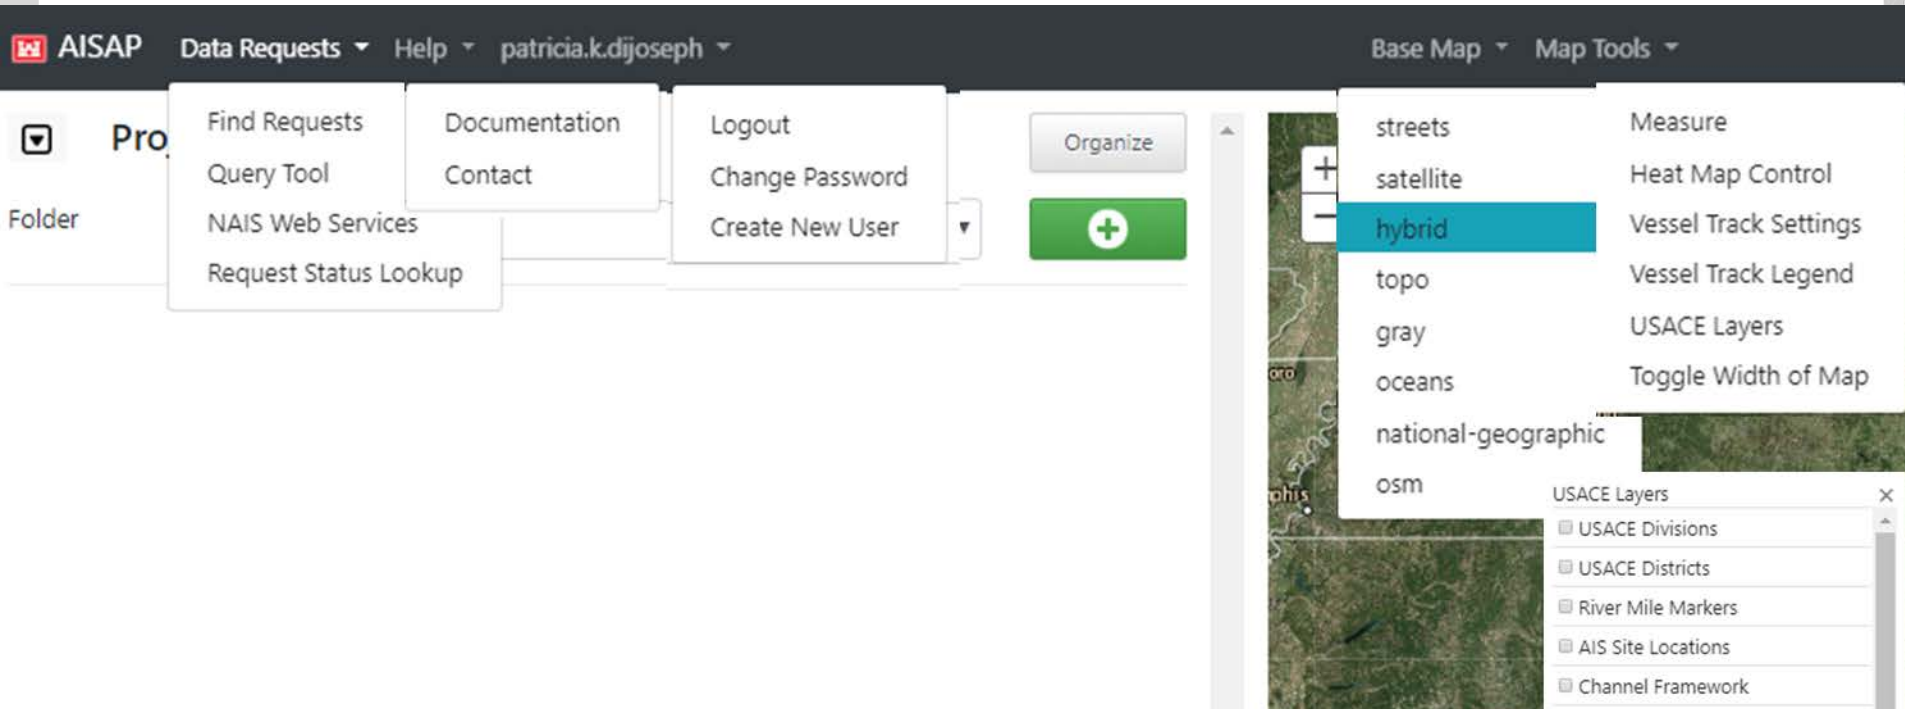 AISAP Data Requests Help patricia.k.dijoseph Base Map Map Tools
Find Requests
Query Tool
NAIS Web Services
Request Status Lookup
Documentation
Contact
Logout
Change Password
Create New User
Pro
Folder
Organize
+
−
streets
satellite
hybrid
topo
gray
oceans
national-geographic
osm
Measure
Heat Map Control
Vessel Track Settings
Vessel Track Legend
USACE Layers
Toggle Width of Map
oro
phis
USACE Layers
USACE Divisions
USACE Districts
River Mile Markers
AIS Site Locations
Channel Framework